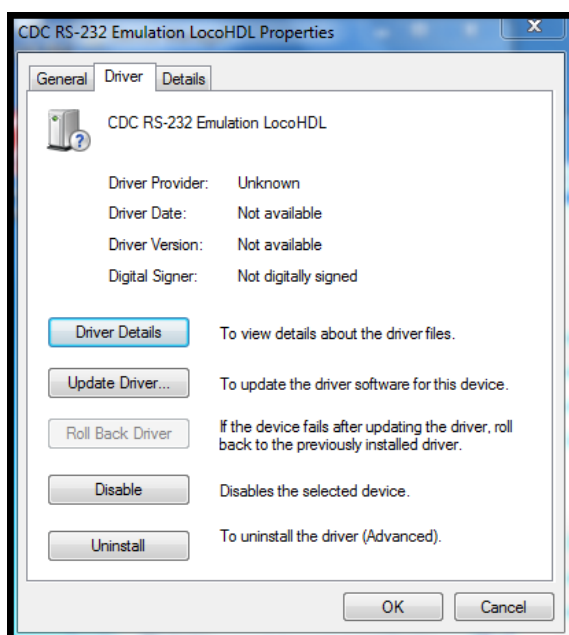 CDC RS-232 Emulation LocoHDL Properties
X
General Driver Details
CDC RS-232 Emulation LocoHDL
Driver Provider: Unknown
Driver Date: Not available
Driver Version: Not available
Digital Signer: Not digitally signed
Driver Details To view details about the driver files.
Update Driver... To update the driver software for this device.
Roll Back Driver If the device fails after updating the driver, roll
back to the previously installed driver.
Disable Disables the selected device.
Uninstall To uninstall the driver (Advanced).
OK Cancel